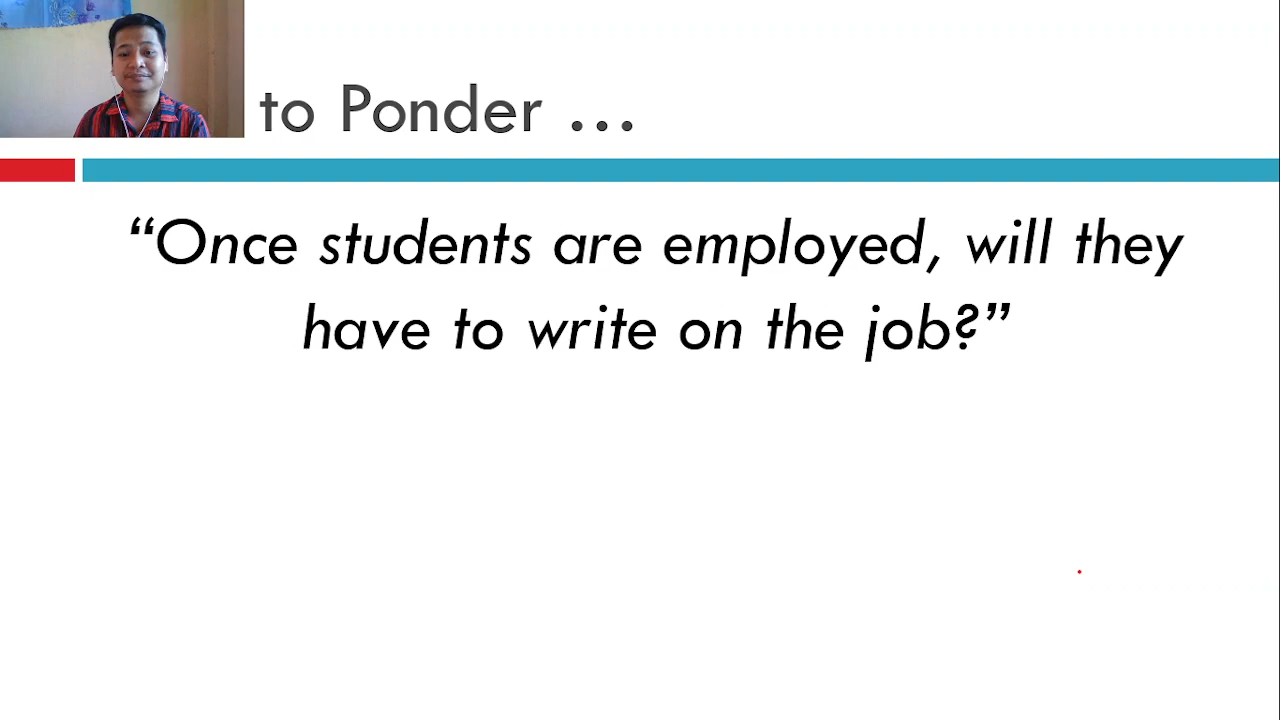 to Ponder …
“Once students are employed, will they
have to write on the job?”